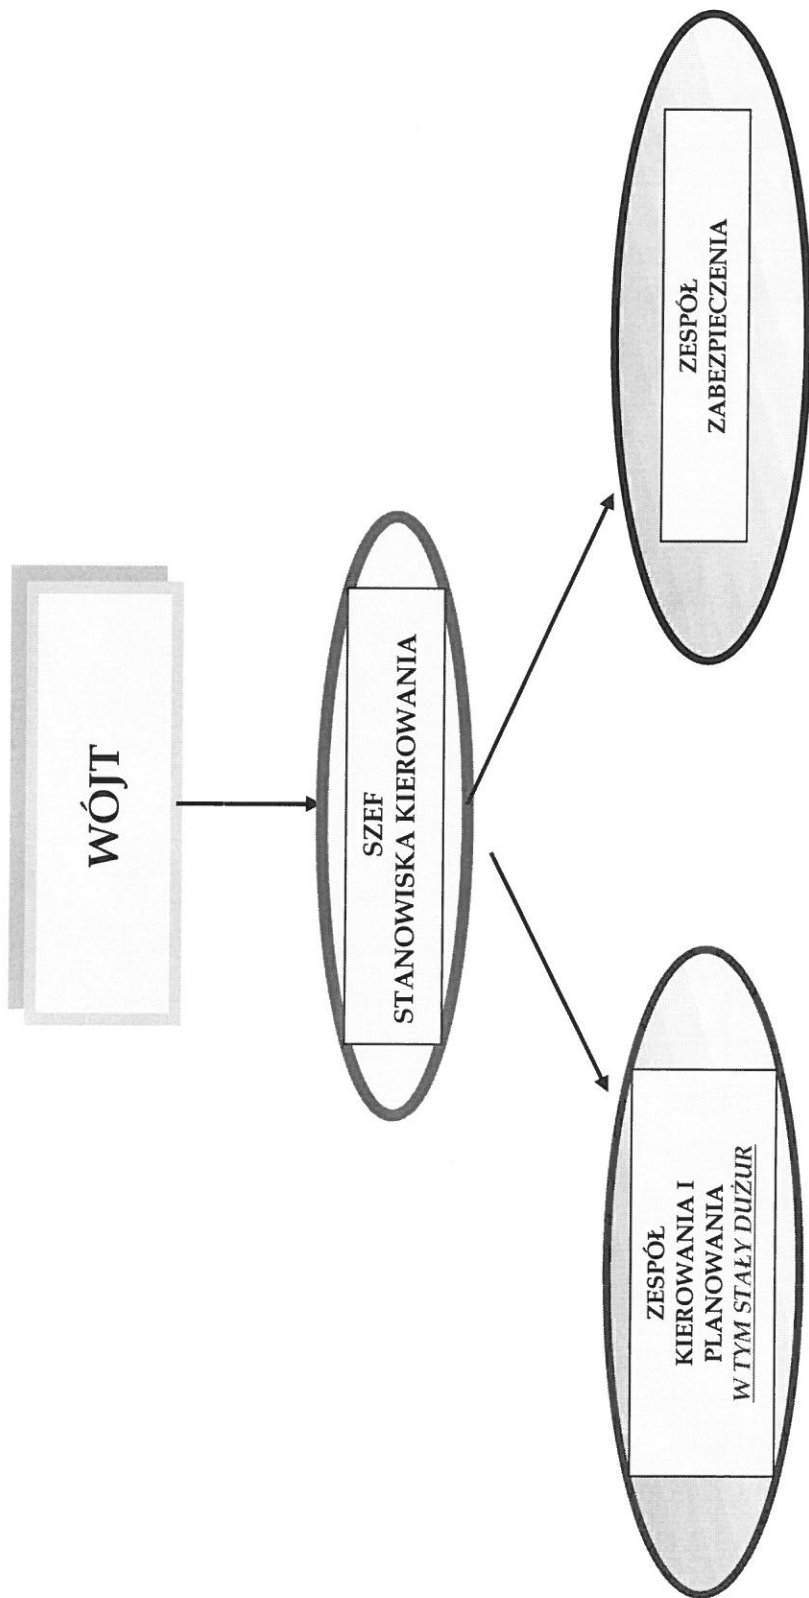 WÓJT
SZEF
STANOWISKA KIEROWANIA
ZESPÓŁ
KIEROWANIA I
PLANOWANIA
W TYM STAŁY DUŻUR
ZESPÓŁ
ZABEZPIECZENIA